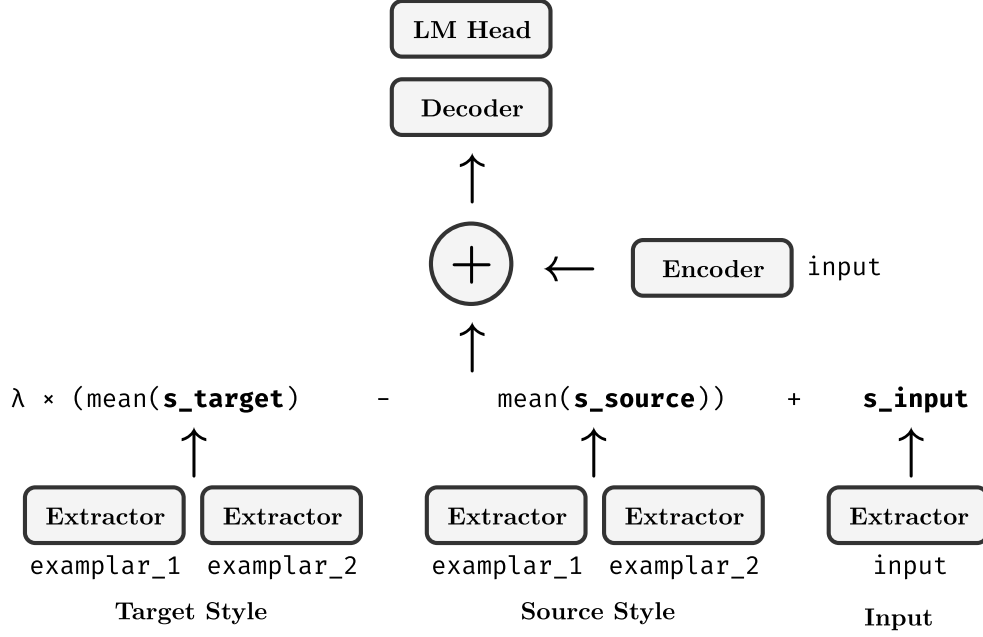 LM Head
Decoder
+
Encoder input
λ × (mean(s_target) - mean(s_source)) + s_input
Extractor Extractor Extractor Extractor Extractor
examplar_1 examplar_2 examplar_1 examplar_2 input
Target Style Source Style Input